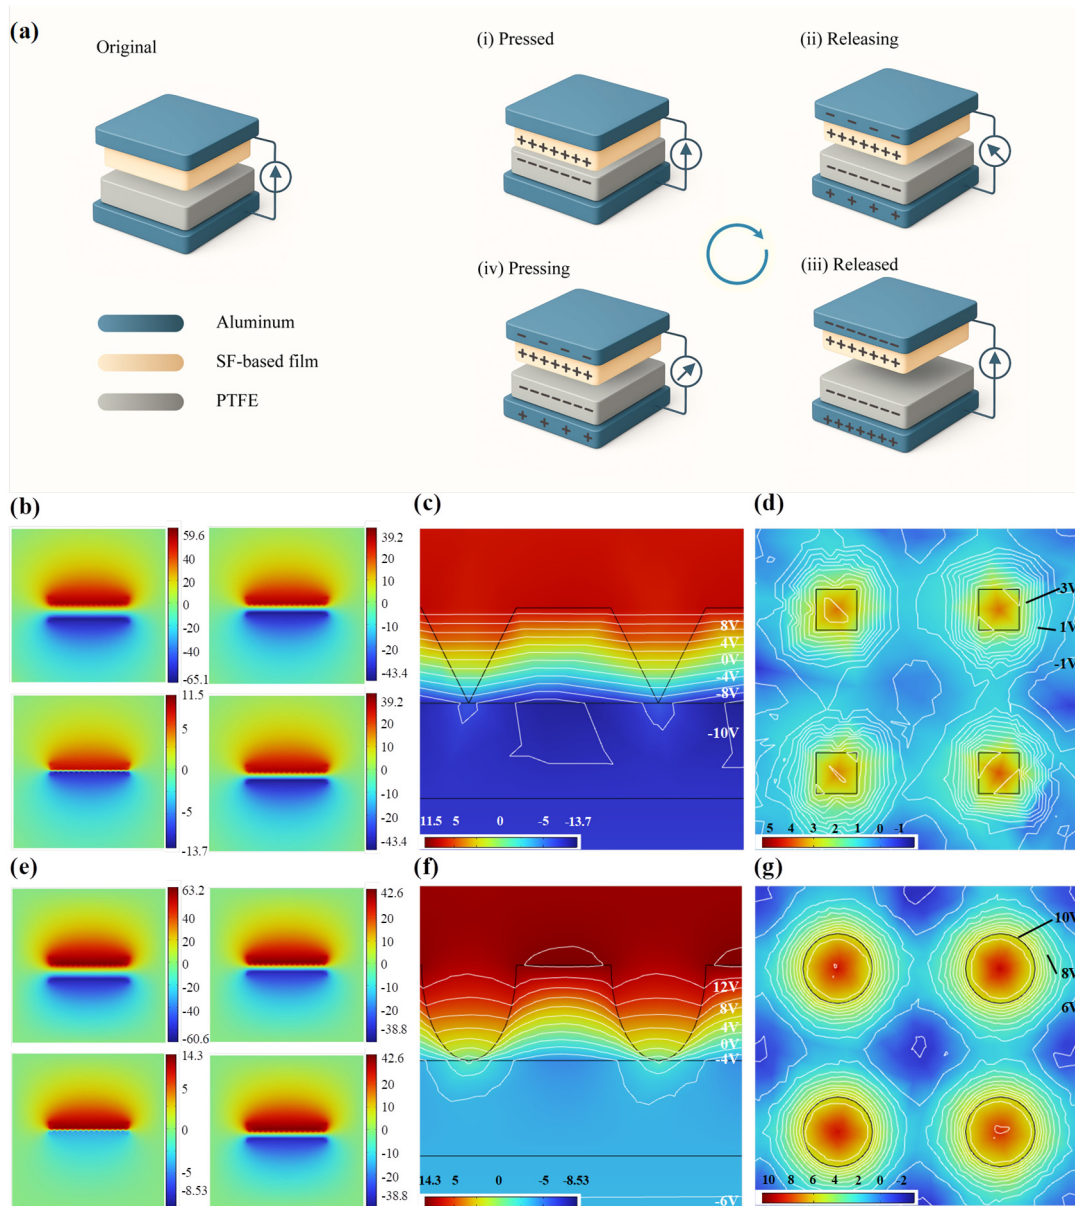 (a)
Original
(i) Pressed
(ii) Releasing
(iv) Pressing
(iii) Released
Aluminum
SF-based film
PTFE
(b)
59.6
40
20
0
-20
-40
-65.1
39.2
30
20
10
0
-10
-20
-30
-43.4
11.5
5
0
-5
-13.7
39.2
30
20
10
0
-10
-20
-30
-43.4
(c)
8V
4V
0V
-4V
-8V
-10V
11.5 5 0 -5 -13.7
(d)
3V
1V
-1V
5 4 3 2 1 0 -1
(e)
63.2
40
20
0
-20
-40
-60.6
42.6
30
20
10
0
-10
-20
-38.8
14.3
5
0
-5
-8.53
42.6
30
20
10
0
-10
-20
-38.8
(f)
12V
8V
4V
0V
-4V
-6V
14.3 5 0 -5 -8.53
(g)
10V
8V
6V
10 8 6 4 2 0 -2